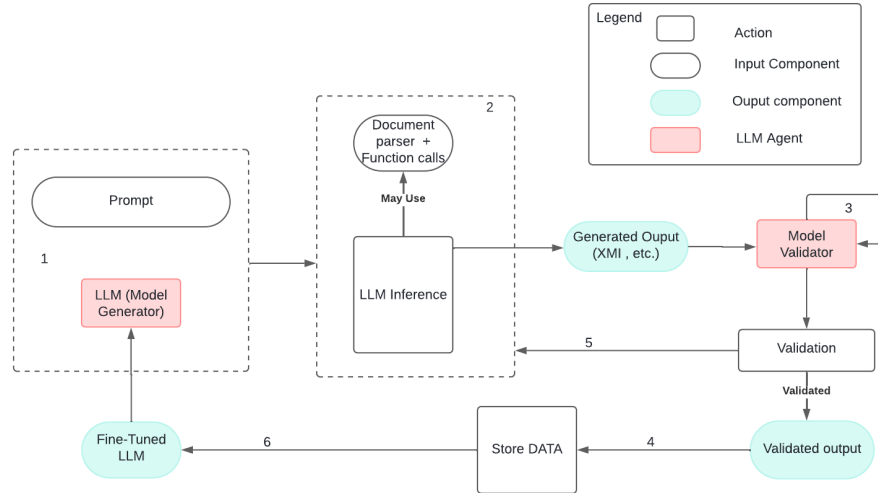 Legend
Action
Input Component
Ouput component
LLM Agent
1
Prompt
LLM (Model
Generator)
2
Document
parser +
Function calls
May Use
LLM Inference
Generated Ouput
(XMI , etc.)
3
Model
Validator
5
Validation
Validated
Fine-Tuned
LLM
6
Store DATA
4
Validated output